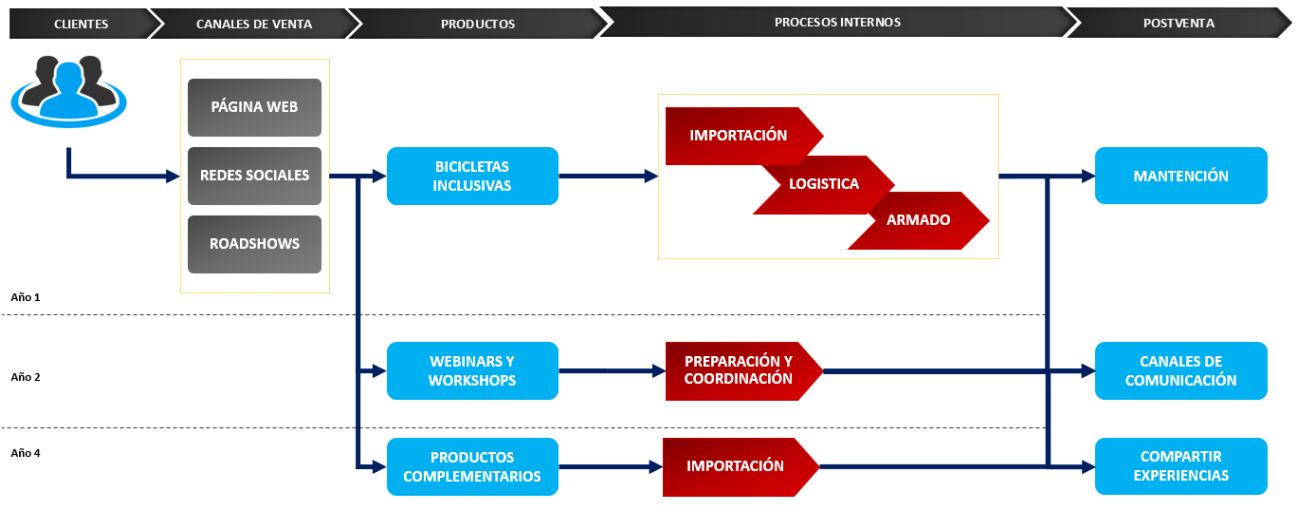 CLIENTES
CANALES DE VENTA
PRODUCTOS
PROCESOS INTERNOS
POSTVENTA
PÁGINA WEB
REDES SOCIALES
ROADSHOWS
BICICLETAS
INCLUSIVAS
IMPORTACIÓN
LOGISTICA
ARMADO
MANTENCIÓN
Año 1
Año 2
WEBINARS Y
WORKSHOPS
PREPARACIÓN Y
COORDINACIÓN
CANALES DE
COMUNICACIÓN
Año 4
PRODUCTOS
COMPLEMENTARIOS
IMPORTACIÓN
COMPARTIR
EXPERIENCIAS